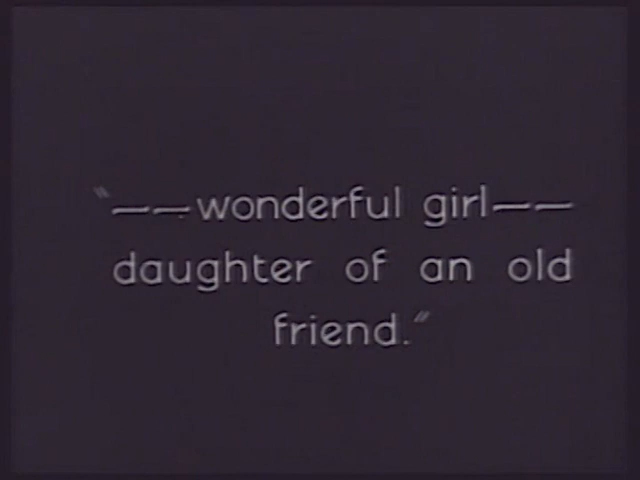 "——wonderful girl——
daughter of an old
friend."